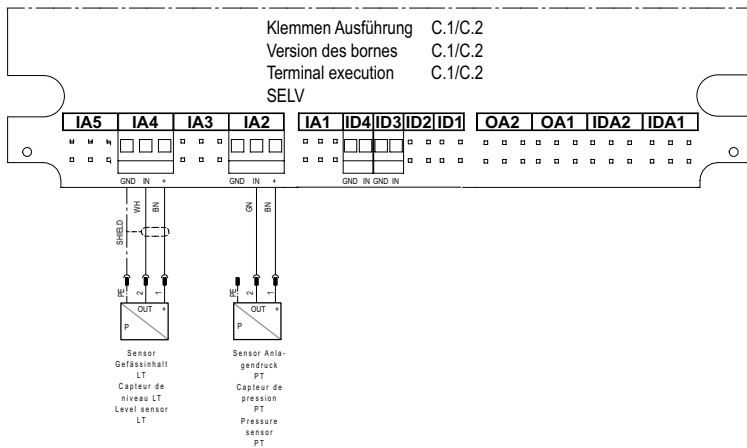 Klemmen Ausführung C.1/C.2
Version des bornes C.1/C.2
Terminal execution C.1/C.2
SELV
IA5 IA4 IA3 IA2 IA1 ID4 ID3 ID2 ID1 OA2 OA1 IDA2 IDA1
GND IN + GND IN + GND IN GND IN
SHIELD WH BN GN BN
PE 2 1 PE 2 1
OUT + OUT +
P P
Sensor
Gefässinhalt
LT
Capteur de
niveau LT
Level sensor
LT
Sensor Anla-
gendruck
PT
Capteur de
pression
PT
Pressure
sensor
PT